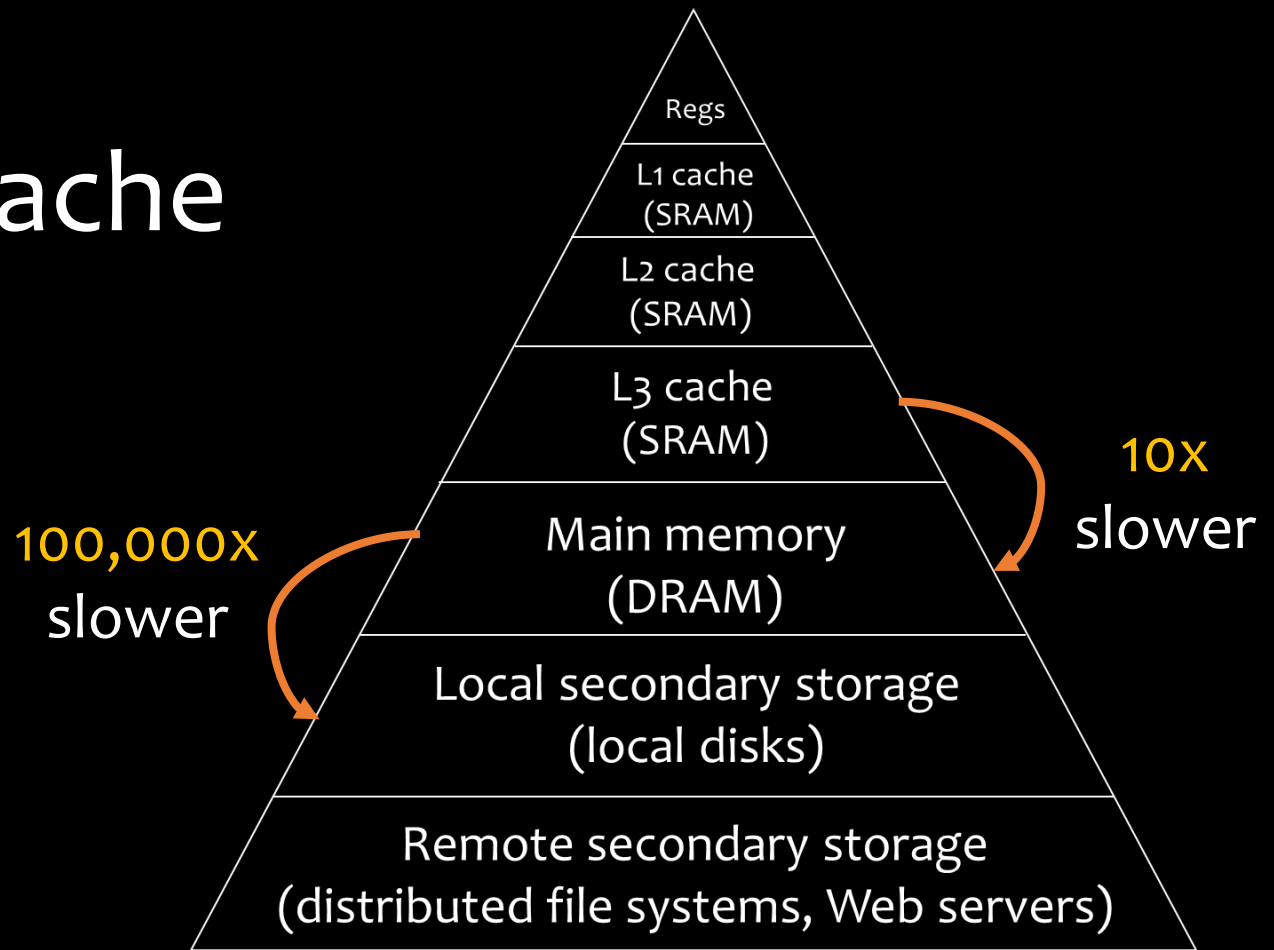 ache
Regs
L1 cache
(SRAM)
L2 cache
(SRAM)
L3 cache
(SRAM)
10x
slower
Main memory
(DRAM)
100,000x
slower
Local secondary storage
(local disks)
Remote secondary storage
(distributed file systems, Web servers)